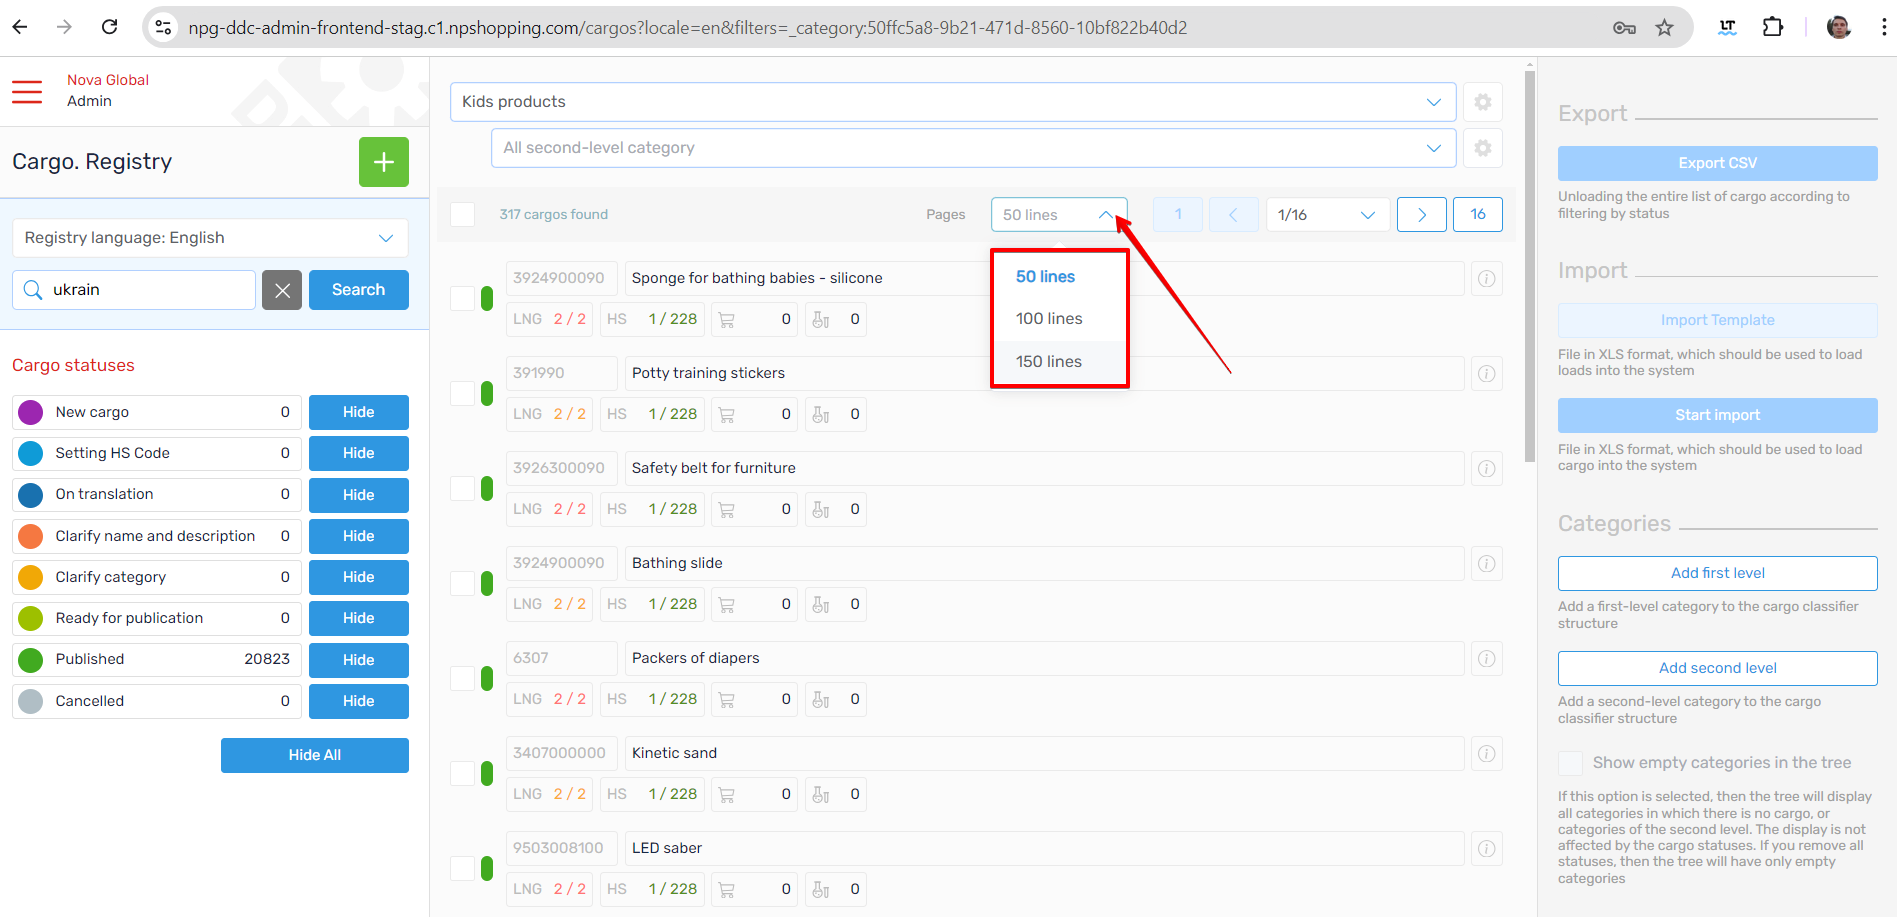 npg-ddc-admin-frontend-stag.c1.npshopping.com/cargos?locale=en&filters=_category:50ffc5a8-9b21-471d-8560-10bf822b40d2
LT
Nova Global
Admin
Cargo. Registry
Registry language: English
ukrain
Search
Cargo statuses
New cargo 0 Hide
Setting HS Code 0 Hide
On translation 0 Hide
Clarify name and description 0 Hide
Clarify category 0 Hide
Ready for publication 0 Hide
Published 20823 Hide
Cancelled 0 Hide
Hide All
Kids products
All second-level category
317 cargos found Pages 50 lines 1 1/16 16
50 lines
100 lines
150 lines
3924900090 Sponge for bathing babies - silicone
LNG 2 / 2 HS 1 / 228 0 0
391990 Potty training stickers
LNG 2 / 2 HS 1 / 228 0 0
3926300090 Safety belt for furniture
LNG 2 / 2 HS 1 / 228 0 0
3924900090 Bathing slide
LNG 2 / 2 HS 1 / 228 0 0
6307 Packers of diapers
LNG 2 / 2 HS 1 / 228 0 0
3407000000 Kinetic sand
LNG 2 / 2 HS 1 / 228 0 0
9503008100 LED saber
LNG 2 / 2 HS 1 / 228 0 0
Export
Export CSV
Unloading the entire list of cargo according to
filtering by status
Import
Import Template
File in XLS format, which should be used to load
loads into the system
Start import
File in XLS format, which should be used to load
cargo into the system
Categories
Add first level
Add a first-level category to the cargo classifier
structure
Add second level
Add a second-level category to the cargo
classifier structure
Show empty categories in the tree
If this option is selected, then the tree will display
all categories in which there is no cargo, or
categories of the second level. The display is not
affected by the cargo statuses. If you remove all
statuses, then the tree will have only empty
categories